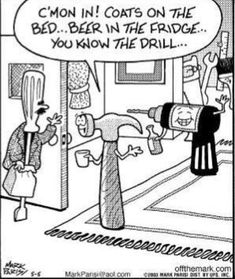 C'MON IN! COATS ON THE
BED...BEER IN THE FRIDGE...
YOU KNOW THE DRILL...
MARK
PARISI
5-5
MarkParisi@aol.com
offthemark.com
©2003 MARK PARISI DIST. BY UFS, INC.